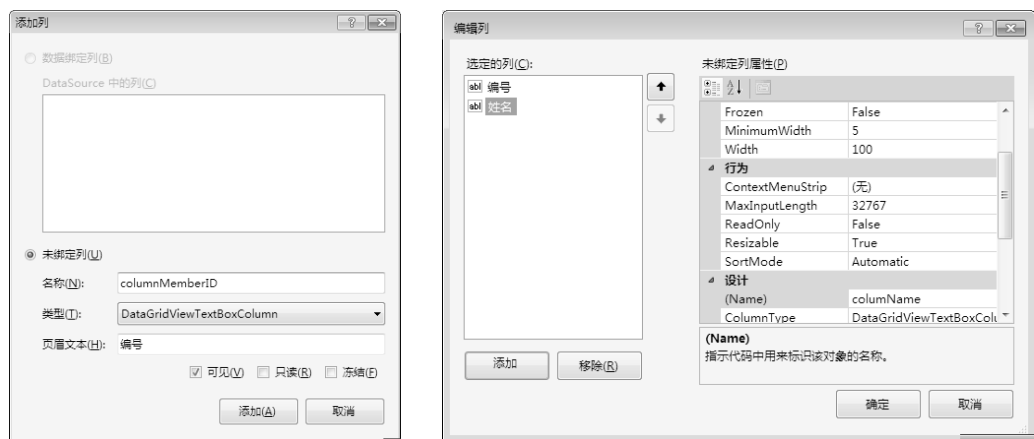 添加列
数据绑定列(B)
DataSource 中的列(C)
未绑定列(U)
名称(N): columnMemberID
类型(T): DataGridViewTextBoxColumn
页眉文本(H): 编号
可见(V) 只读(R) 冻结(F)
添加(A) 取消
编辑列
选定的列(C):
abl 编号
abl 姓名
添加 移除(R)
未绑定列属性(P)
Frozen False
MinimumWidth 5
Width 100
行为
ContextMenuStrip (无)
MaxInputLength 32767
ReadOnly False
Resizable True
SortMode Automatic
设计
(Name) columName
ColumnType DataGridViewTextBoxColu
(Name)
指示代码中用来标识该对象的名称。
确定 取消